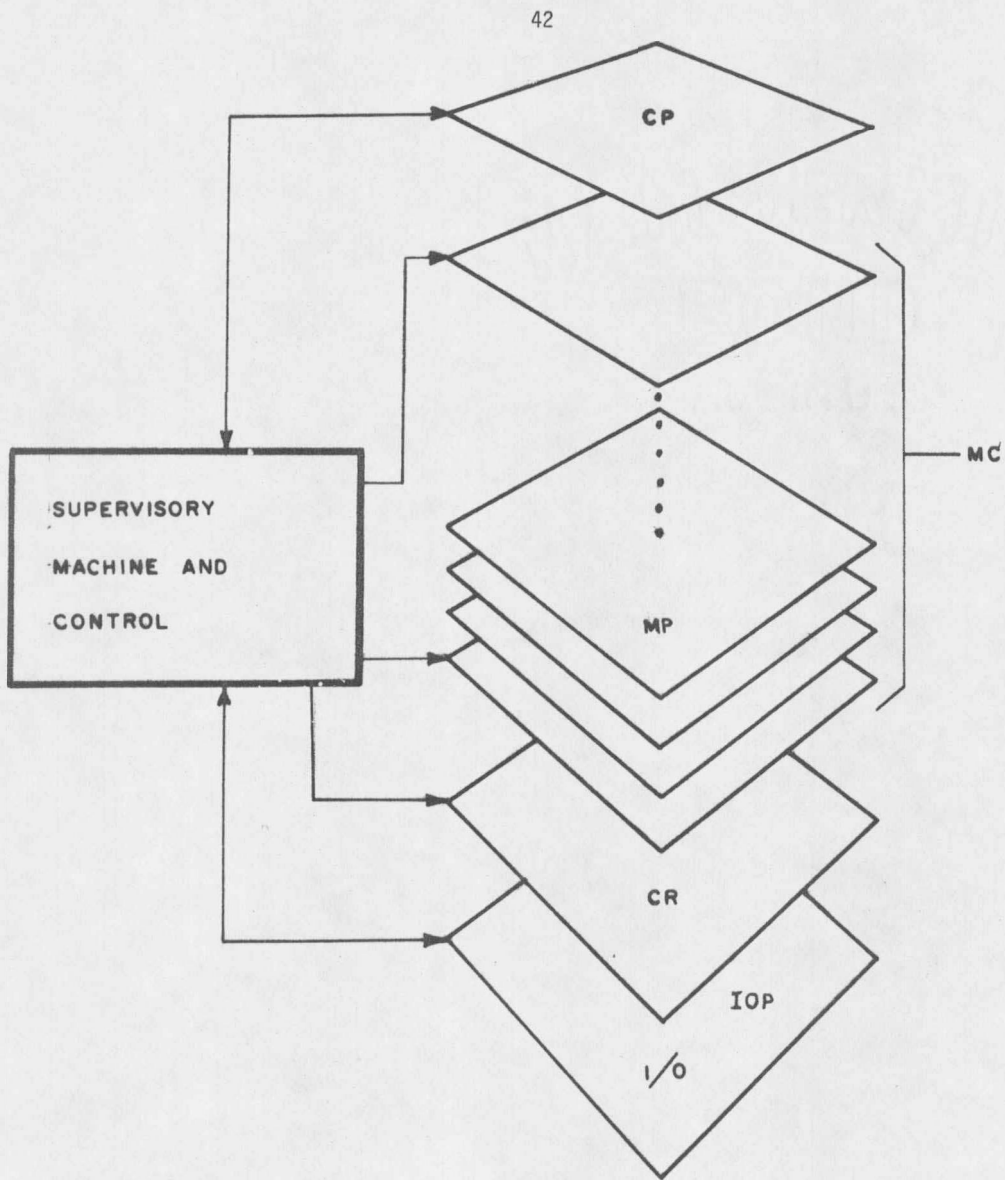 42
CP
MC
SUPERVISORY
MACHINE AND
CONTROL
MP
CR
IOP
I/O